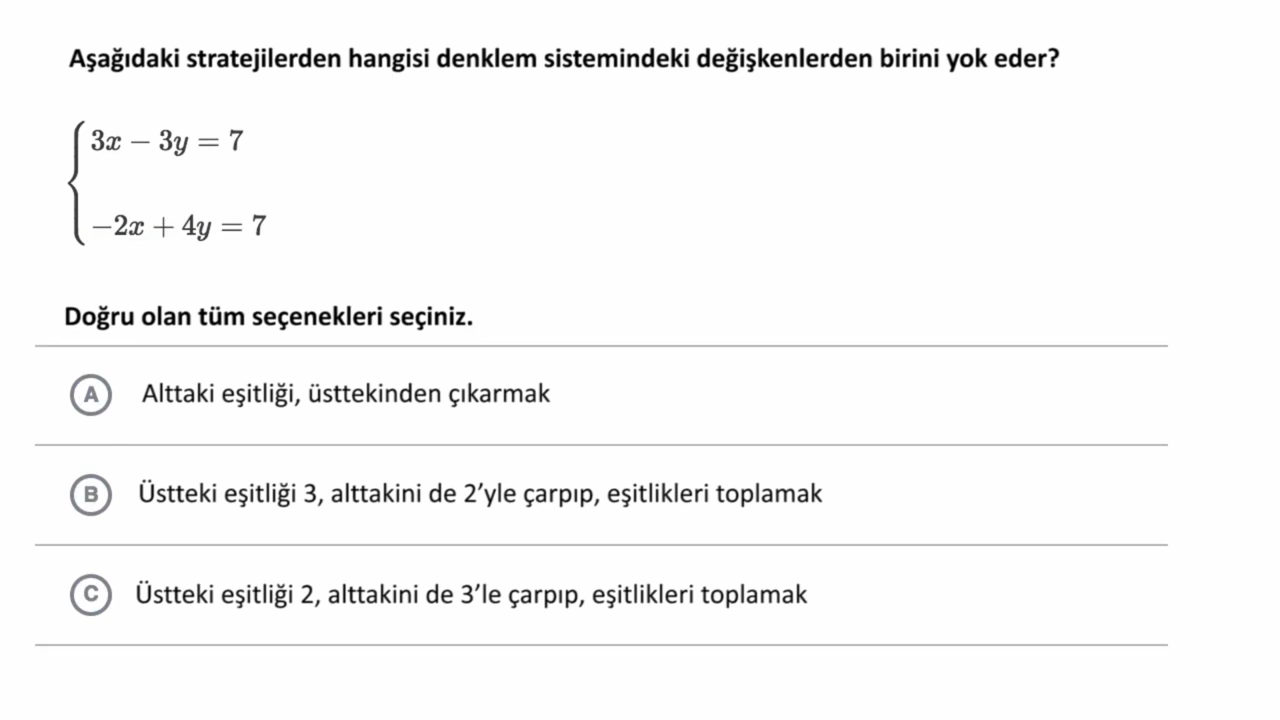 Aşağıdaki stratejilerden hangisi denklem sistemindeki değişkenlerden birini yok eder?
3x − 3y = 7
−2x + 4y = 7
Doğru olan tüm seçenekleri seçiniz.
A Alttaki eşitliği, üsttekinden çıkarmak
B Üstteki eşitliği 3, alttakini de 2’yle çarpıp, eşitlikleri toplamak
C Üstteki eşitliği 2, alttakini de 3’le çarpıp, eşitlikleri toplamak